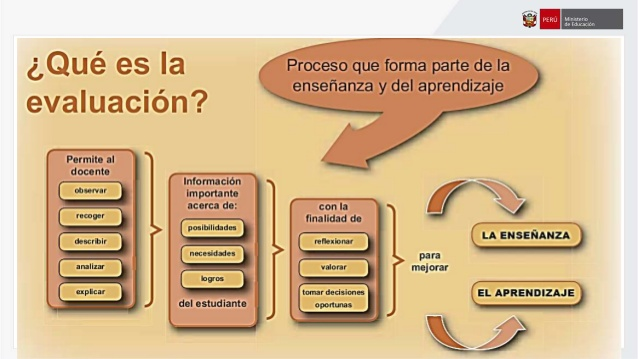 PERÚ
Ministerio
de Educación
¿Qué es la
evaluación?
Proceso que forma parte de la
enseñanza y del aprendizaje
Permite al
docente
observar
recoger
describir
analizar
explicar
Información
importante
acerca de:
posibilidades
necesidades
logros
del estudiante
con la
finalidad de
reflexionar
valorar
tomar decisiones
oportunas
para
mejorar
LA ENSEÑANZA
EL APRENDIZAJE